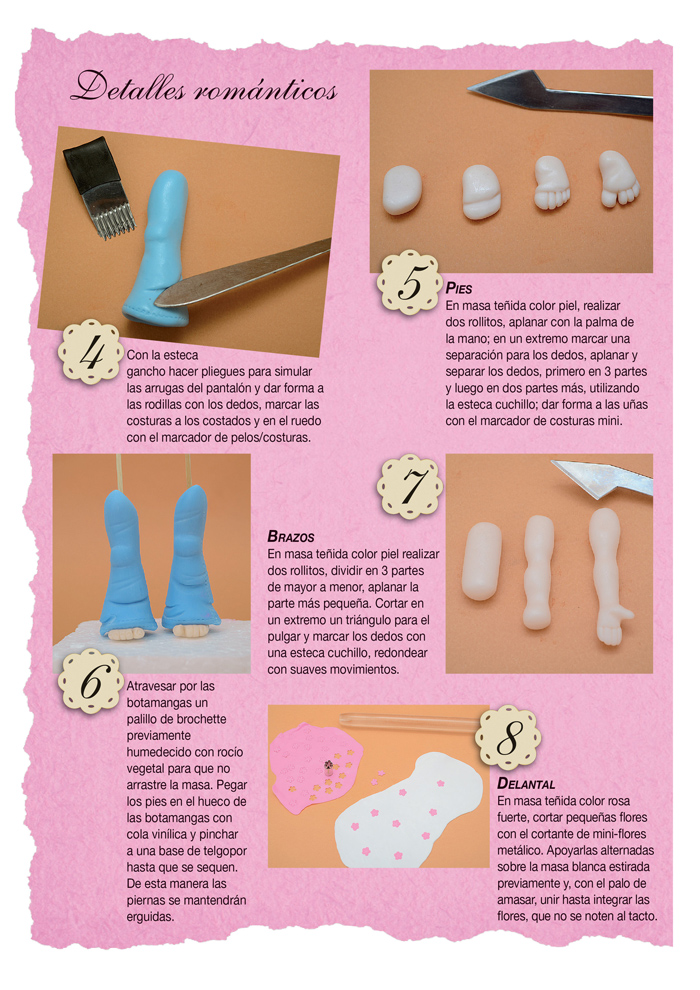 Detalles románticos
4
Con la esteca
gancho hacer pliegues para simular
las arrugas del pantalón y dar forma a
las rodillas con los dedos, marcar las
costuras a los costados y en el ruedo
con el marcador de pelos/costuras.
5
PIES
En masa teñida color piel, realizar
dos rollitos, aplanar con la palma de
la mano; en un extremo marcar una
separación para los dedos, aplanar y
separar los dedos, primero en 3 partes
y luego en dos partes más, utilizando
la esteca cuchillo; dar forma a las uñas
con el marcador de costuras mini.
6
Atravesar por las
botamangas un
palillo de brochette
previamente
humedecido con rocío
vegetal para que no
arrastre la masa. Pegar
los pies en el hueco de
las botamangas con
cola vinílica y pinchar
a una base de telgopor
hasta que se sequen.
De esta manera las
piernas se mantendrán
erguidas.
7
BRAZOS
En masa teñida color piel realizar
dos rollitos, dividir en 3 partes
de mayor a menor, aplanar la
parte más pequeña. Cortar en
un extremo un triángulo para el
pulgar y marcar los dedos con
una esteca cuchillo, redondear
con suaves movimientos.
8
DELANTAL
En masa teñida color rosa
fuerte, cortar pequeñas flores
con el cortante de mini-flores
metálico. Apoyarlas alternadas
sobre la masa blanca estirada
previamente y, con el palo de
amasar, unir hasta integrar las
flores, que no se noten al tacto.